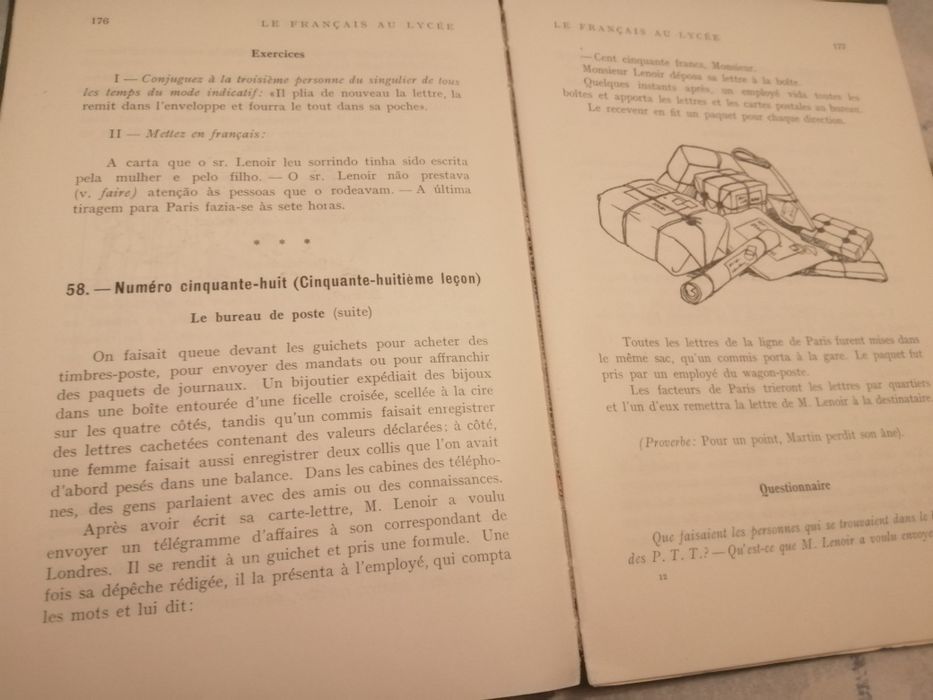 176
LE FRANÇAIS AU LYCÉE
Exercices
I — Conjuguez à la troisième personne du singulier de tous
les temps du mode indicatif: «Il plia de nouveau la lettre, la
remit dans l'enveloppe et fourra le tout dans sa poche».
II — Mettez en français:
A carta que o sr. Lenoir leu sorrindo tinha sido escrita
pela mulher e pelo filho. — O sr. Lenoir não prestava
(v. faire) atenção às pessoas que o rodeavam. — A última
tiragem para Paris fazia-se às sete horas.
* * *
58. — Numéro cinquante-huit (Cinquante-huitième leçon)
Le bureau de poste (suite)
On faisait queue devant les guichets pour acheter des
timbres-poste, pour envoyer des mandats ou pour affranchir
des paquets de journaux. Un bijoutier expédiait des bijoux
dans une boîte entourée d'une ficelle croisée, scellée à la cire
sur les quatre côtés, tandis qu'un commis faisait enregistrer
des lettres cachetées contenant des valeurs déclarées; à côté,
une femme faisait aussi enregistrer deux collis que l'on avait
d'abord pesés dans une balance. Dans les cabines des télépho-
nes, des gens parlaient avec des amis ou des connaissances.
Après avoir écrit sa carte-lettre, M. Lenoir a voulu
envoyer un télégramme d'affaires à son correspondant de
Londres. Il se rendit à un guichet et pris une formule. Une
fois sa dépêche rédigée, il la présenta à l'employé, qui compta
les mots et lui dit:
LE FRANÇAIS AU LYCÉE
177
— Cent cinquante francs, Monsieur.
Monsieur Lenoir déposa sa lettre à la boîte.
Quelques instants après, un employé vida toutes les
boîtes et apporta les lettres et les cartes postales au bureau.
Le receveur en fit un paquet pour chaque direction.
Toutes les lettres de la ligne de Paris furent mises dans
le même sac, qu'un commis porta à la gare. Le paquet fut
pris par un employé du wagon-poste.
Les facteurs de Paris trieront les lettres par quartiers
et l'un d'eux remettra la lettre de M. Lenoir à la destinataire.
(Proverbe: Pour un point, Martin perdit son âne).
Questionnaire
Que faisaient les personnes qui se trouvaient dans le
des P. T. T.? — Qu'est-ce que M. Lenoir a voulu
12